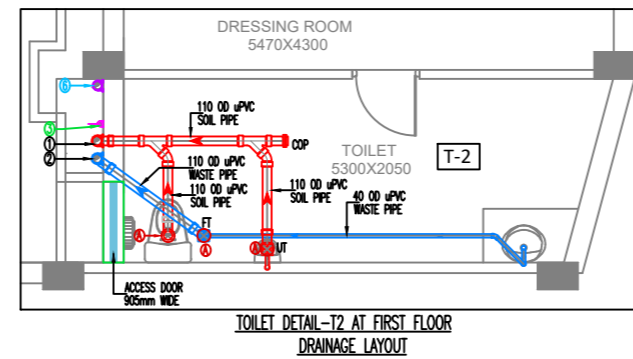 DRESSING ROOM
5470X4300
6
110 OD uPVC
SOIL PIPE
3
1
COP
2
TOILET
5300X2050
T-2
110 OD uPVC
WASTE PIPE
110 OD uPVC
SOIL PIPE
110 OD uPVC
SOIL PIPE
40 OD uPVC
WASTE PIPE
FT
A
A
A
UT
ACCESS DOOR
905mm WIDE
TOILET DETAIL-T2 AT FIRST FLOOR
DRAINAGE LAYOUT